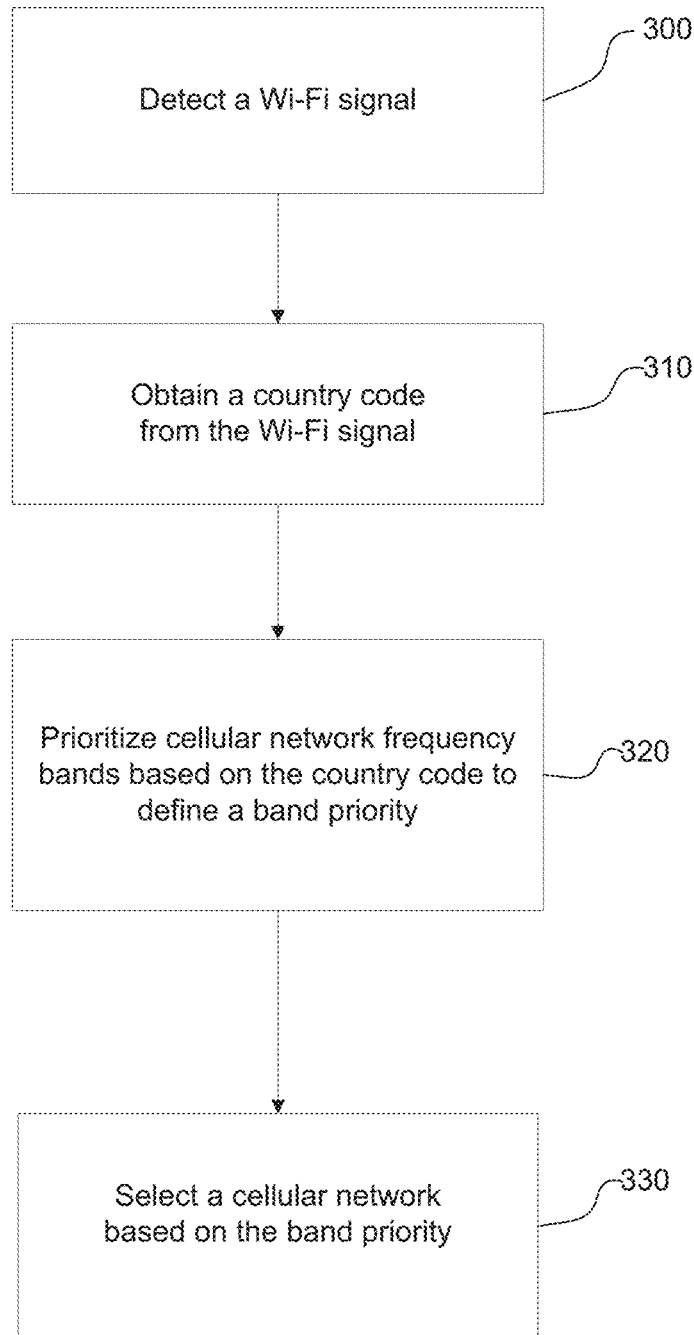 300
Detect a Wi-Fi signal
310
Obtain a country code
from the Wi-Fi signal
320
Prioritize cellular network frequency
bands based on the country code to
define a band priority
330
Select a cellular network
based on the band priority